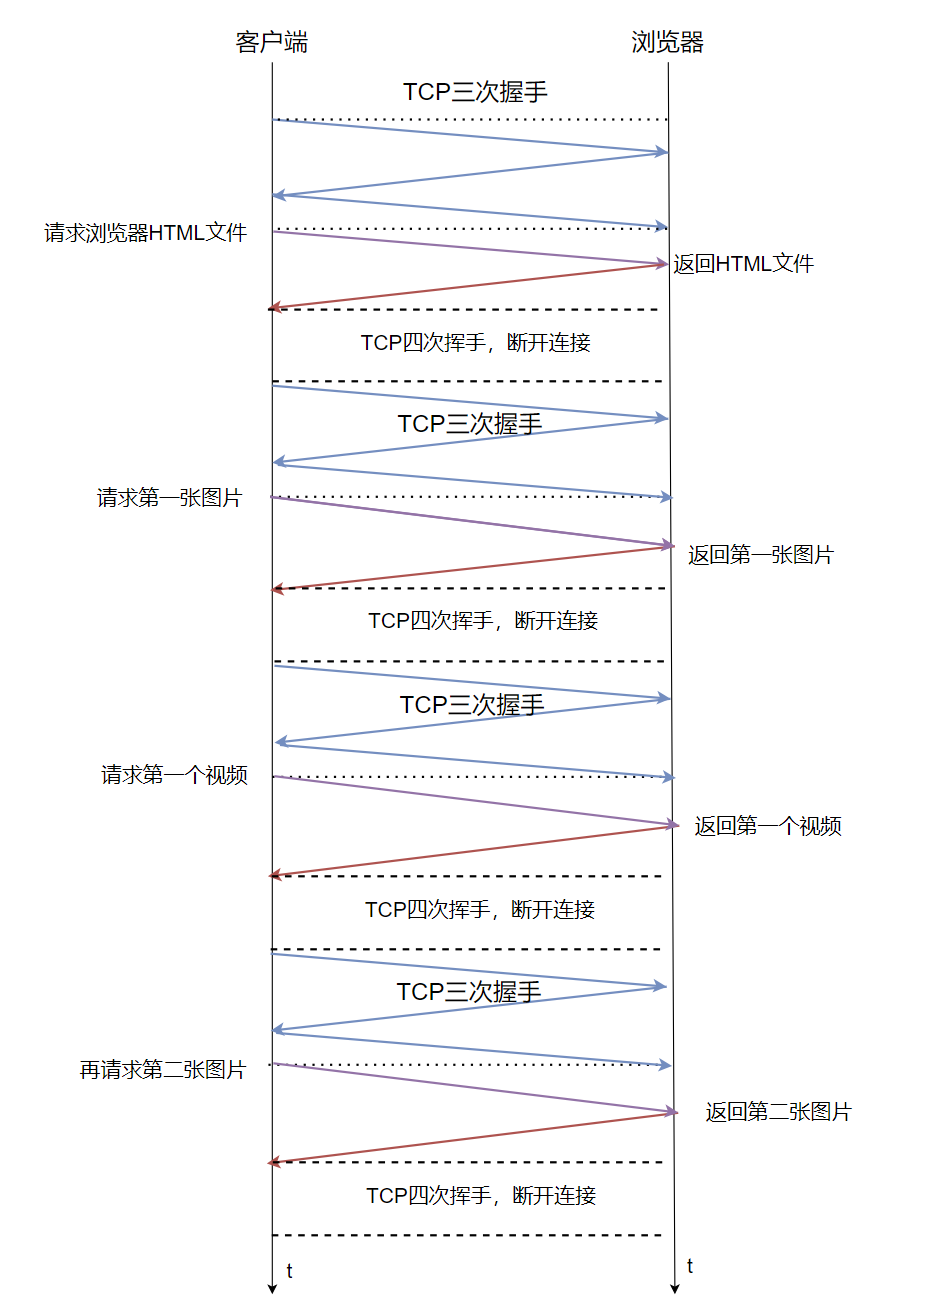 客户端
浏览器
TCP三次握手
请求浏览器HTML文件
返回HTML文件
TCP四次挥手，断开连接
TCP三次握手
请求第一张图片
返回第一张图片
TCP四次挥手，断开连接
TCP三次握手
请求第一个视频
返回第一个视频
TCP四次挥手，断开连接
TCP三次握手
再请求第二张图片
返回第二张图片
TCP四次挥手，断开连接
t
t